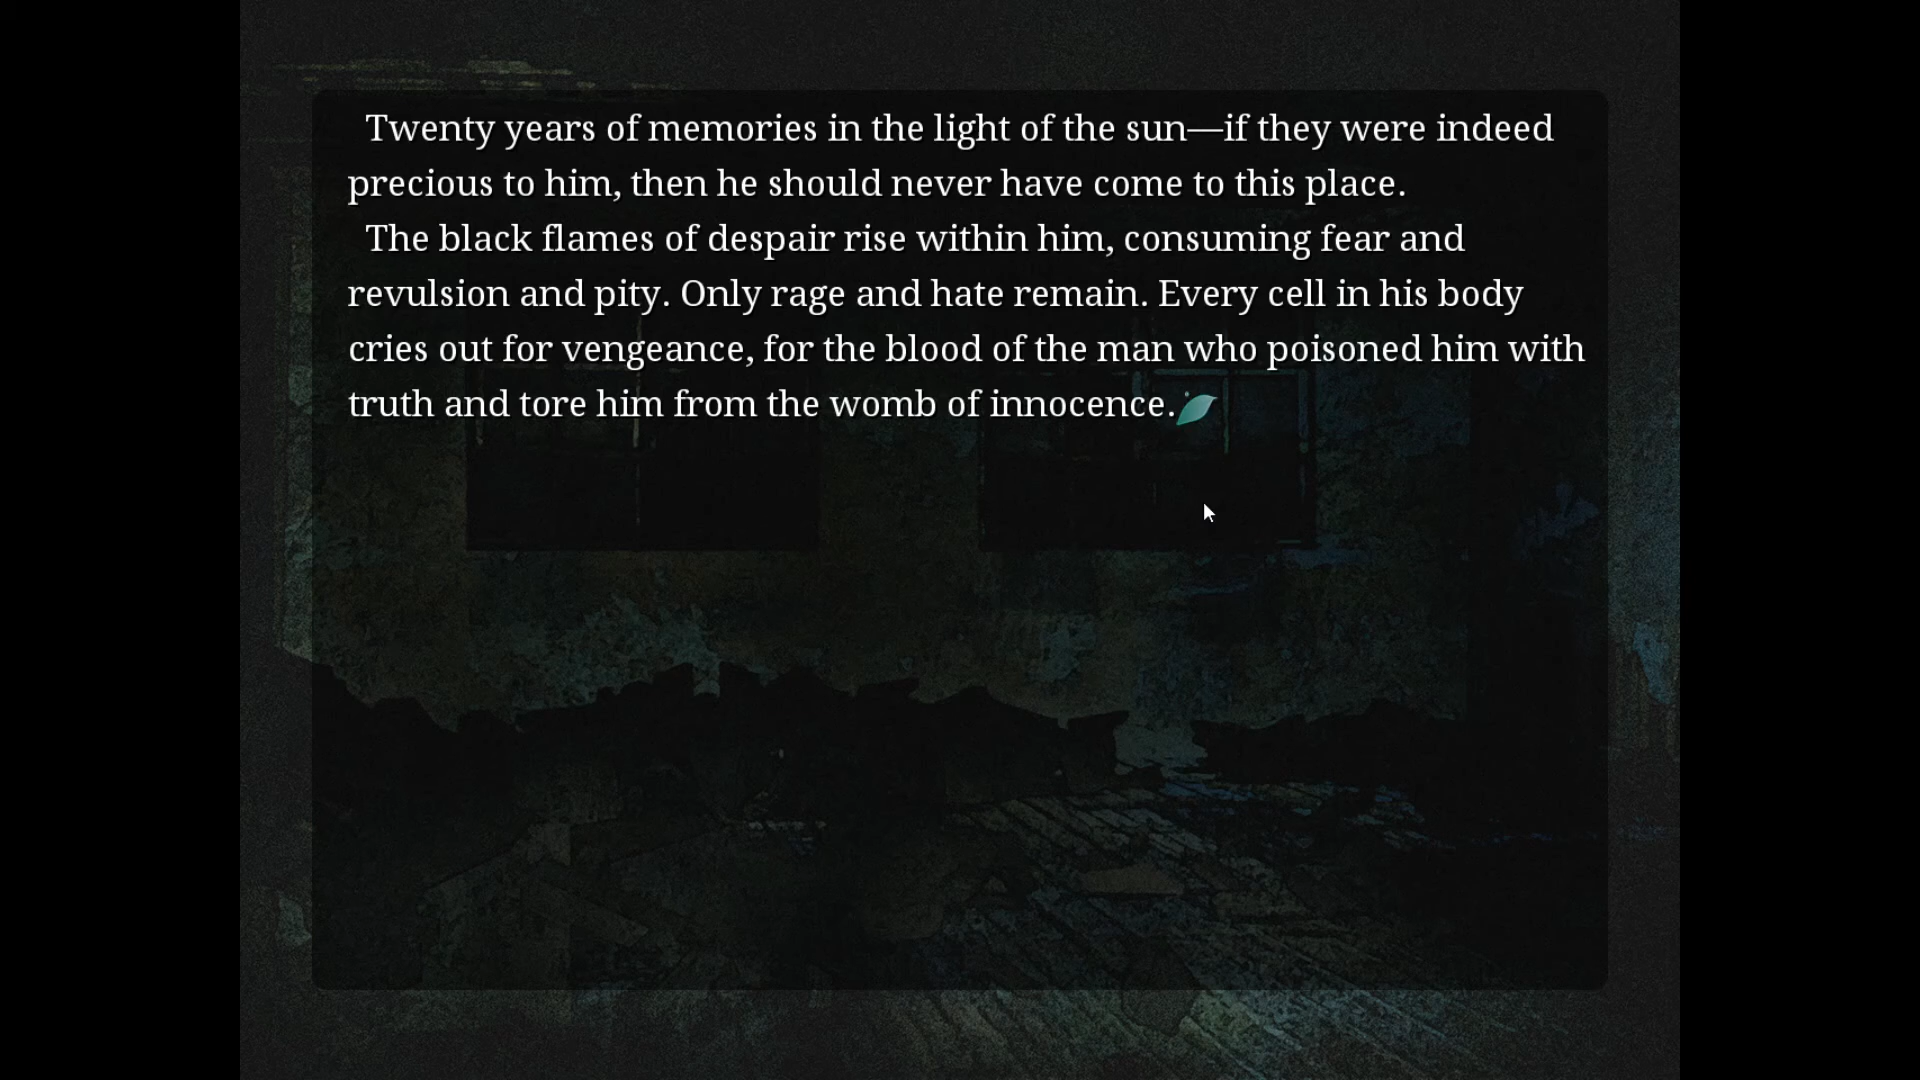 Twenty years of memories in the light of the sun—if they were indeed
precious to him, then he should never have come to this place.
The black flames of despair rise within him, consuming fear and
revulsion and pity. Only rage and hate remain. Every cell in his body
cries out for vengeance, for the blood of the man who poisoned him with
truth and tore him from the womb of innocence.